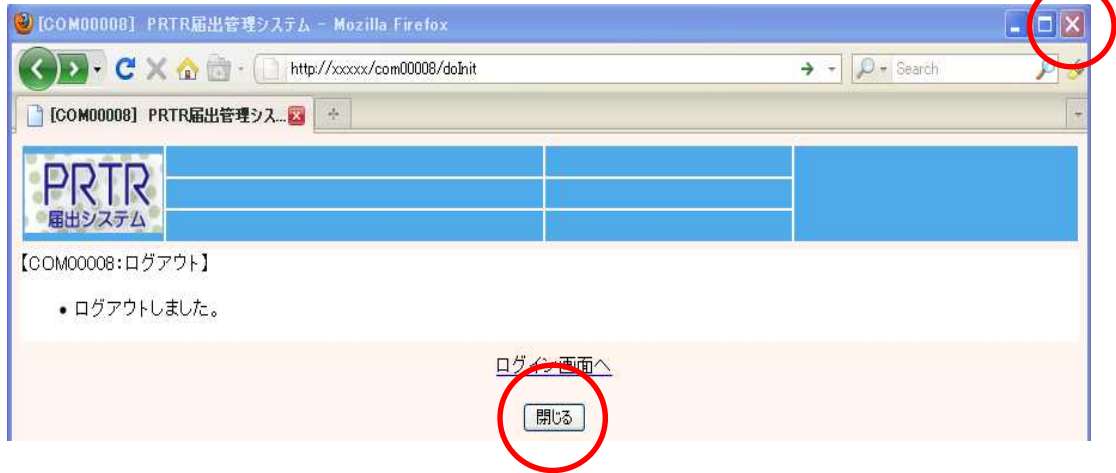 [COM00008] PRTR届出管理システム - Mozilla Firefox
http://xxxxx/com00008/doInit
Search
[COM00008] PRTR届出管理シス...
PRTR
届出システム
【COM00008:ログアウト】
• ログアウトしました。
ログイン画面へ
閉じる